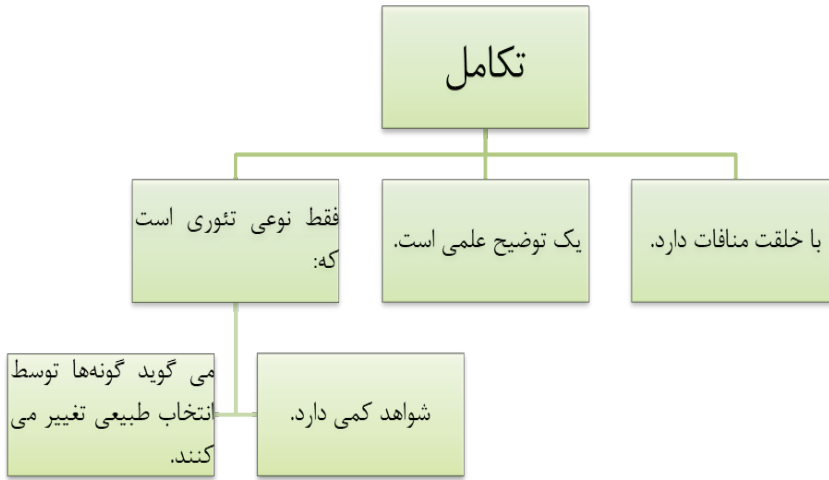 تکامل
با خلقت منافات دارد.
یک توضیح علمی است.
فقط نوعی تئوری است
که:
شواهد کمی دارد.
می گوید گونه‌ها توسط
انتخاب طبیعی تغییر می
کنند.